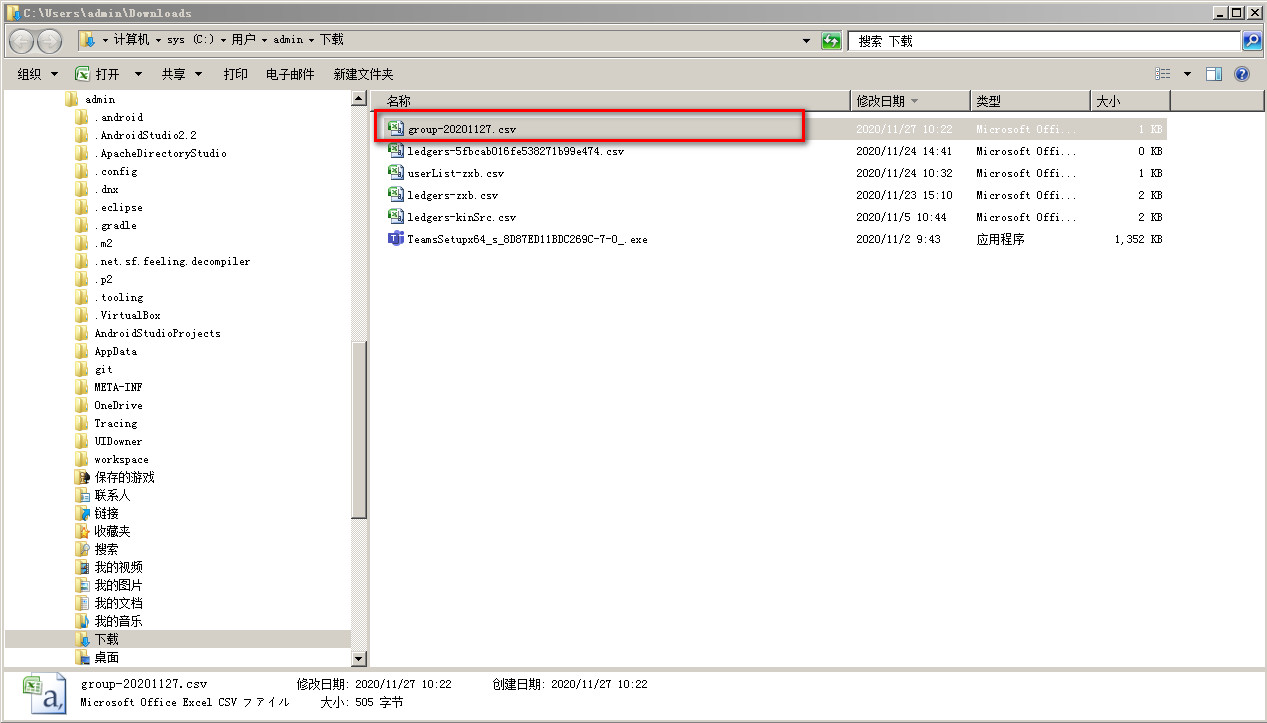 C:\Users\admin\Downloads
计算机 sys (C:) 用户 admin 下载
搜索 下载
组织 打开 共享 打印 电子邮件 新建文件夹
admin
.android
.AndroidStudio2.2
.ApacheDirectoryStudio
.config
.dnx
.eclipse
.gradle
.m2
.net.sf.feeling.decompiler
.p2
.tooling
.VirtualBox
AndroidStudioProjects
AppData
git
META-INF
OneDrive
Tracing
UIDowner
workspace
保存的游戏
联系人
链接
收藏夹
搜索
我的视频
我的图片
我的文档
我的音乐
下载
桌面
名称 修改日期 类型 大小
group-20201127.csv 2020/11/27 10:22 Microsoft Offi... 1 KB
ledgers-5fbcab016fe538271b99e474.csv 2020/11/24 14:41 Microsoft Offi... 0 KB
userList-zxb.csv 2020/11/24 10:32 Microsoft Offi... 1 KB
ledgers-zxb.csv 2020/11/23 15:10 Microsoft Offi... 2 KB
ledgers-kinSrc.csv 2020/11/5 10:44 Microsoft Offi... 2 KB
TeamsSetupx64_s_8D87ED11BDC269C-7-0_.exe 2020/11/2 9:43 应用程序 1,352 KB
group-20201127.csv 修改日期: 2020/11/27 10:22 创建日期: 2020/11/27 10:22
Microsoft Office Excel CSV ファイル 大小: 505 字节